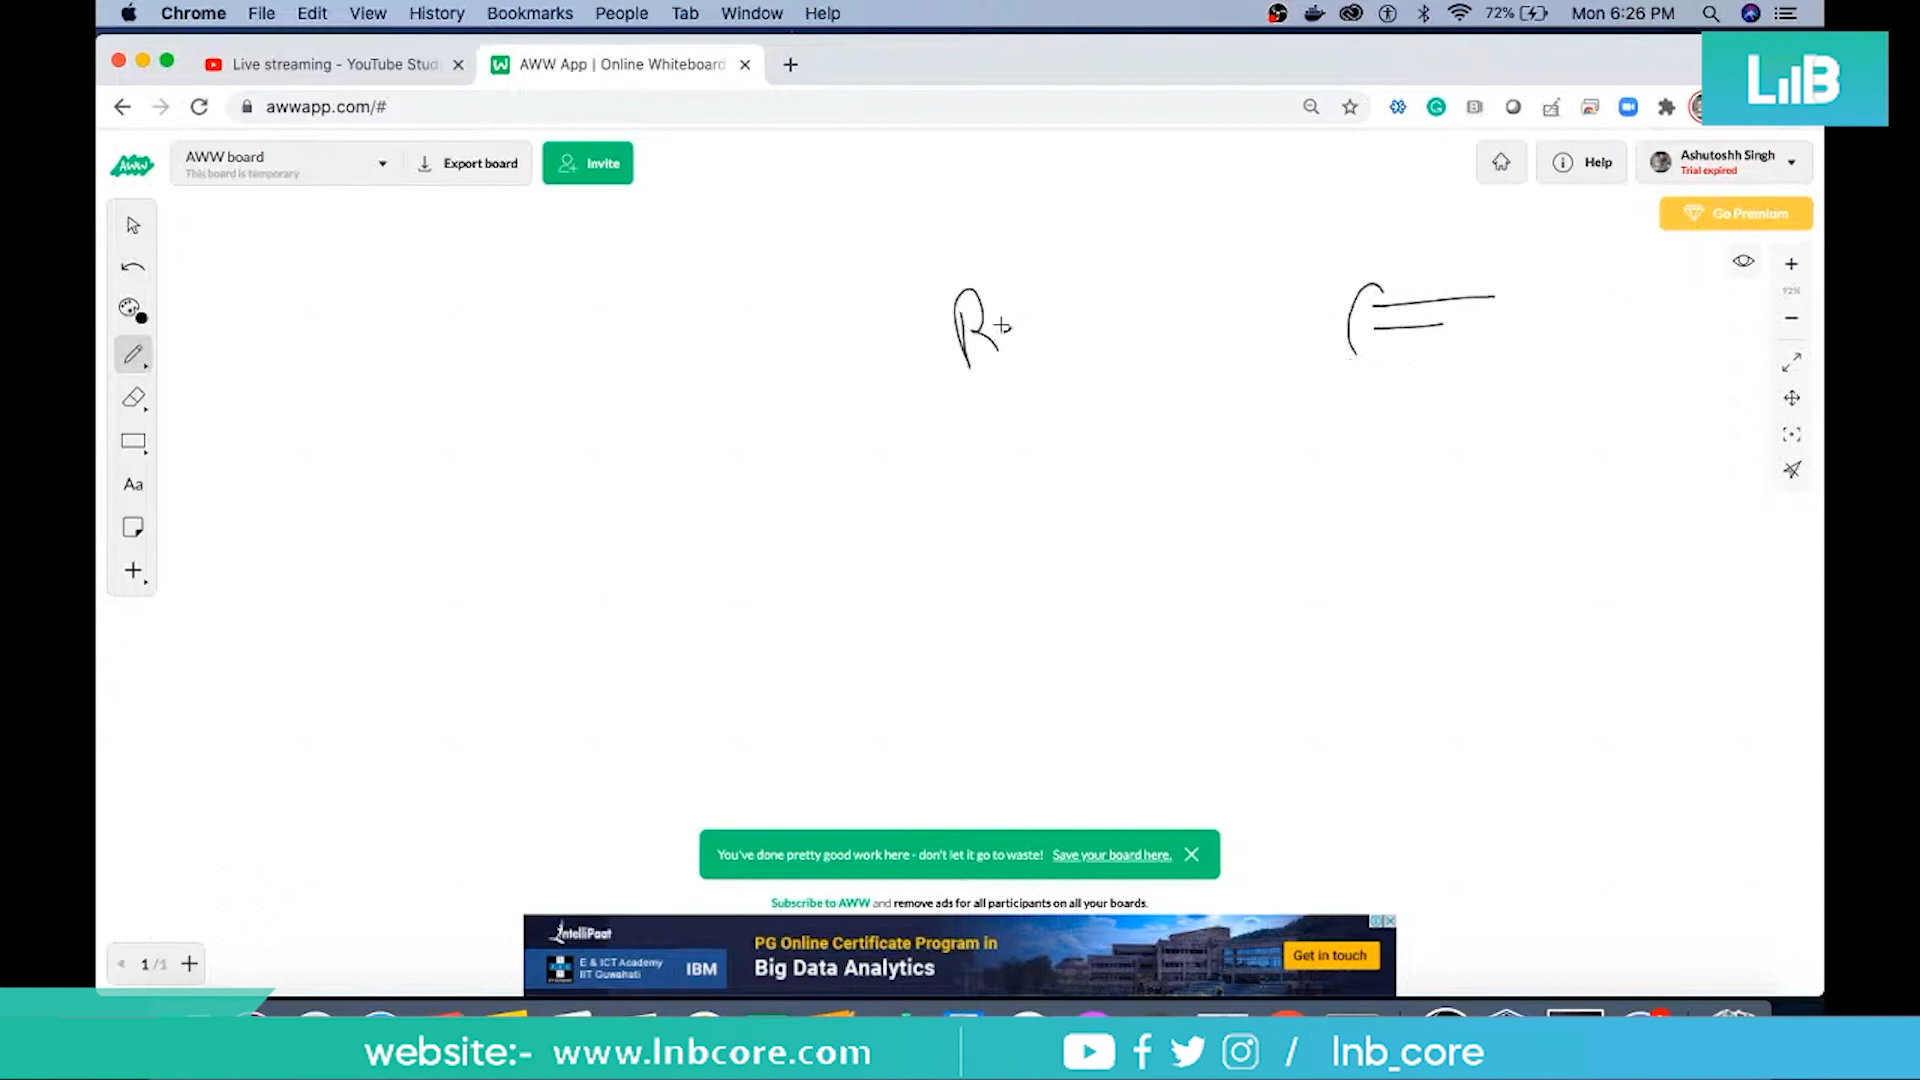 Chrome File Edit View History Bookmarks People Tab Window Help 72% Mon 6:26 PM
Live streaming - YouTube Stud AWW App | Online Whiteboard
LB
awwapp.com/#
AWW
AWW board
This board is temporary
Export board
Invite
Help
Ashutoshh Singh
Trial expired
Go Premium
92%
R
Aa
You've done pretty good work here - don't let it go to waste! Save your board here.
Subscribe to AWW and remove ads for all participants on all your boards.
IntelliPaat
E & ICT Academy
IIT Guwahati
IBM
PG Online Certificate Program in
Big Data Analytics
Get in touch
1/1
website:- www.lnbcore.com / lnb_core